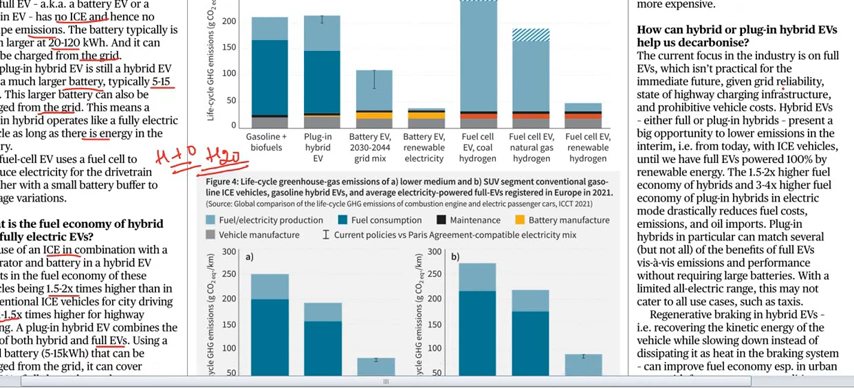 full EV - a.k.a. a battery EV or a
in EV - has no ICE and hence no
pe emissions. The battery typically is
n larger at 20-120 kWh. And it can
be charged from the grid.
plug-in hybrid EV is still a hybrid EV
a much larger battery, typically 5-15
. This larger battery can also be
ged from the grid. This means a
in hybrid operates like a fully electric
cle as long as there is energy in the
ry.
fuel-cell EV uses a fuel cell to
uce electricity for the drivetrain
her with a small battery buffer to
age variations.
t is the fuel economy of hybrid
fully electric EVs?
use of an ICE in combination with a
rator and battery in a hybrid EV
ts in the fuel economy of these
cles being 1.5-2x times higher than in
entional ICE vehicles for city driving
-1.5x times higher for highway
ng. A plug-in hybrid EV combines the
of both hybrid and full EVs. Using a
l battery (5-15kWh) that can be
ged from the grid, it can cover
H+O H2O
Life-cycle GHG emissions (g CO2 eq
200
150
100
50
0
Gasoline + biofuels
Plug-in hybrid EV
Battery EV, 2030-2044 grid mix
Battery EV, renewable electricity
Fuel cell EV, coal hydrogen
Fuel cell EV, natural gas hydrogen
Fuel cell EV, renewable hydrogen
Figure 4: Life-cycle greenhouse-gas emissions of a) lower medium and b) SUV segment conventional gaso-
line ICE vehicles, gasoline hybrid EVs, and average electricity-powered full-EVs registered in Europe in 2021.
(Source: Global comparison of the life-cycle GHG emissions of combustion engine and electric passenger cars, ICCT 2021)
Fuel/electricity production Fuel consumption Maintenance Battery manufacture
Vehicle manufacture Current policies vs Paris Agreement-compatible electricity mix
cycle GHG emissions (g CO2 eq/km)
300
250
200
150
100
50
a)
cycle GHG emissions (g CO2 eq/km)
300
250
200
150
100
50
b)
more expensive.
How can hybrid or plug-in hybrid EVs
help us decarbonise?
The current focus in the industry is on full
EVs, which isn't practical for the
immediate future, given grid reliability,
state of highway charging infrastructure,
and prohibitive vehicle costs. Hybrid EVs
- either full or plug-in hybrids - present a
big opportunity to lower emissions in the
interim, i.e. from today, with ICE vehicles,
until we have full EVs powered 100% by
renewable energy. The 1.5-2x higher fuel
economy of hybrids and 3-4x higher fuel
economy of plug-in hybrids in electric
mode drastically reduges fuel costs,
emissions, and oil imports. Plug-in
hybrids in particular can match several
(but not all) of the benefits of full EVs
vis-à-vis emissions and performance
without requiring large batteries. With a
limited all-electric range, this may not
cater to all use cases, such as taxis.
Regenerative braking in hybrid EVs -
i.e. recovering the kinetic energy of the
vehicle while slowing down instead of
dissipating it as heat in the braking system
- can improve fuel economy esp. in urban